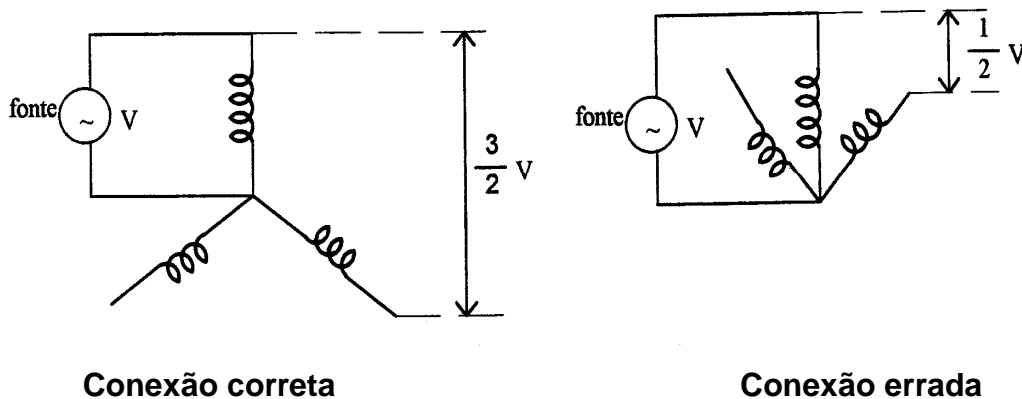 fonte
~
V
3
2
V
fonte
~
V
1
2
V
Conexão correta
Conexão errada